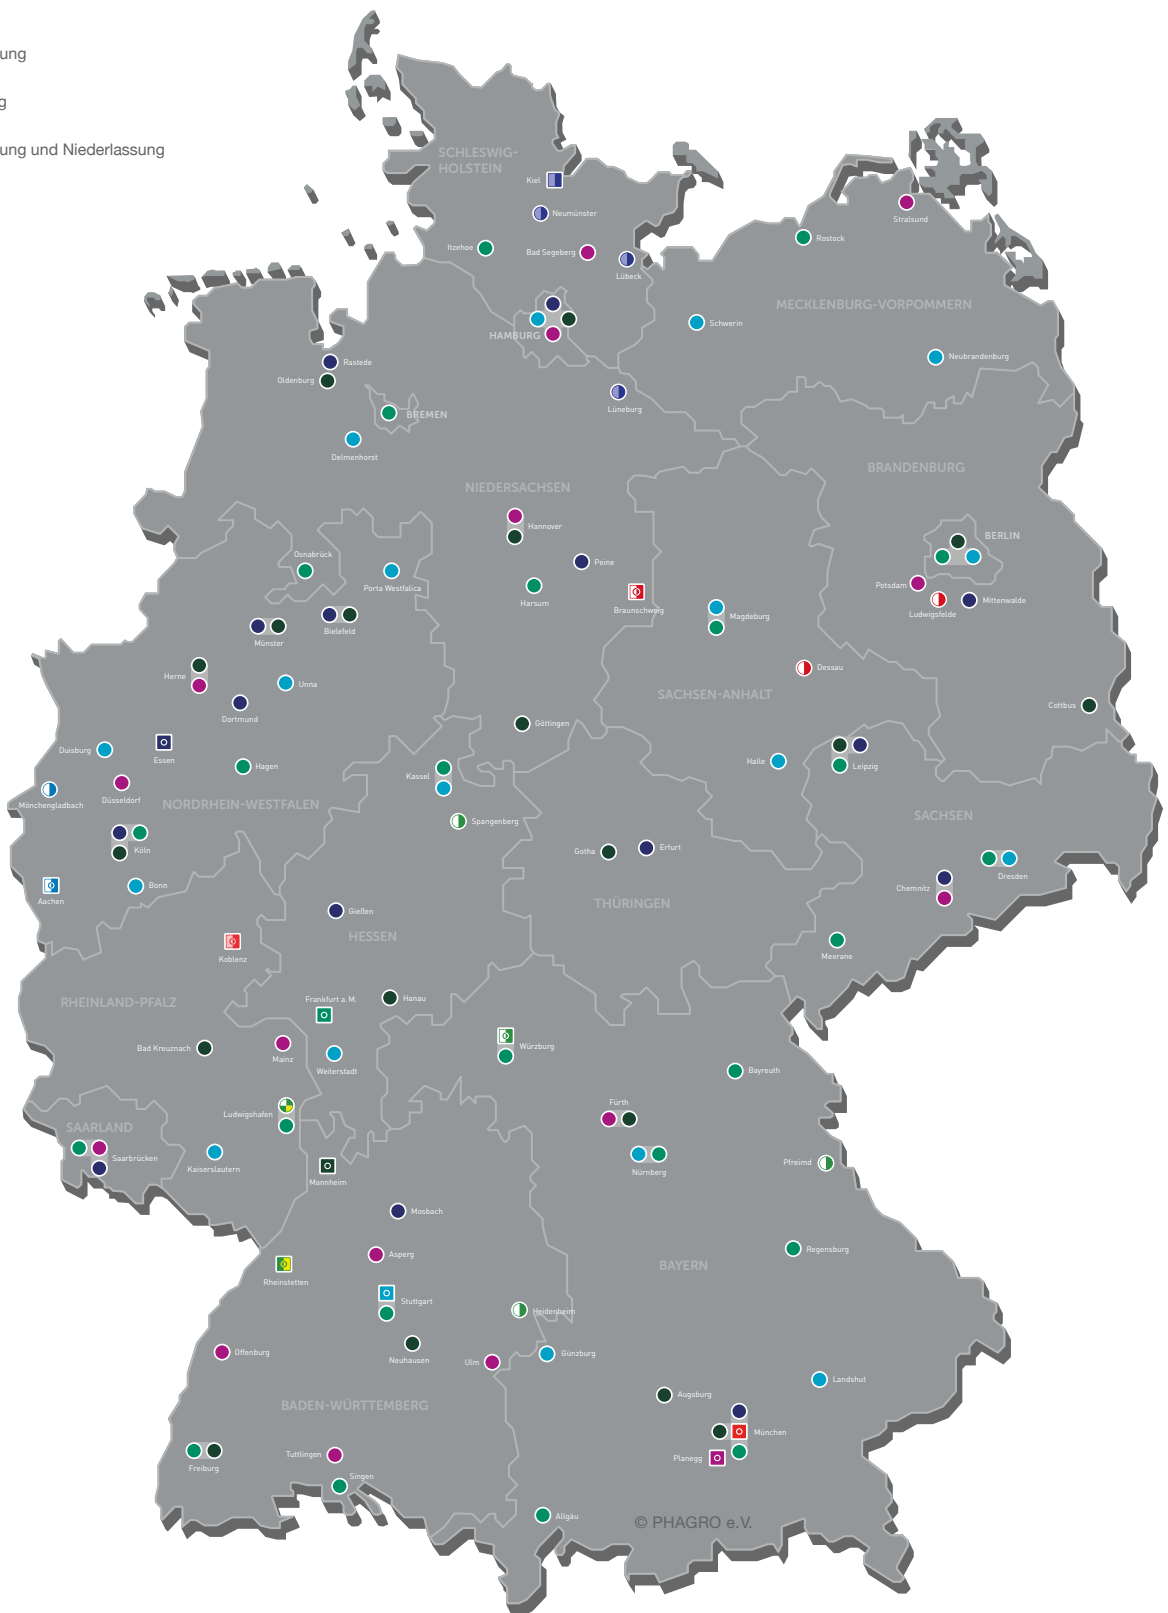 ung
g
ung und Niederlassung
SCHLESWIG-
HOLSTEIN
Kiel
Neumünster
Stralsund
Rostock
Itzehoe
Bad Segeberg
Lübeck
MECKLENBURG-VORPOMMERN
Schwerin
HAMBURG
Neubrandenburg
Rastede
Oldenburg
Lüneburg
BREMEN
Delmenhorst
BRANDENBURG
NIEDERSACHSEN
Hannover
BERLIN
Osnabrück
Peine
Porta Westfalica
Harsum
Potsdam
Mittenwalde
Braunschweig
Ludwigsfelde
Magdeburg
Bielefeld
Münster
Herne
Dessau
Unna
SACHSEN-ANHALT
Dortmund
Cottbus
Göttingen
Duisburg
Essen
Hagen
Halle
Leipzig
Kassel
Düsseldorf
Mönchengladbach
NORDRHEIN-WESTFALEN
SACHSEN
Spangenberg
Köln
Gotha
Erfurt
Dresden
Bonn
Chemnitz
Aachen
THÜRINGEN
Gießen
HESSEN
Meerane
Koblenz
RHEINLAND-PFALZ
Frankfurt a. M.
Hanau
Bad Kreuznach
Mainz
Würzburg
Weiterstadt
Bayreuth
Fürth
Ludwigshafen
SAARLAND
Saarbrücken
Kaiserslautern
Nürnberg
Pfreimd
Mannheim
Mosbach
Regensburg
Asperg
BAYERN
Rheinstetten
Stuttgart
Heidenheim
Offenburg
Neuhausen
Ulm
Günzburg
Landshut
Augsburg
BADEN-WÜRTTEMBERG
München
Tuttlingen
Planegg
Freiburg
Singen
Allgäu
© PHAGRO e.V.